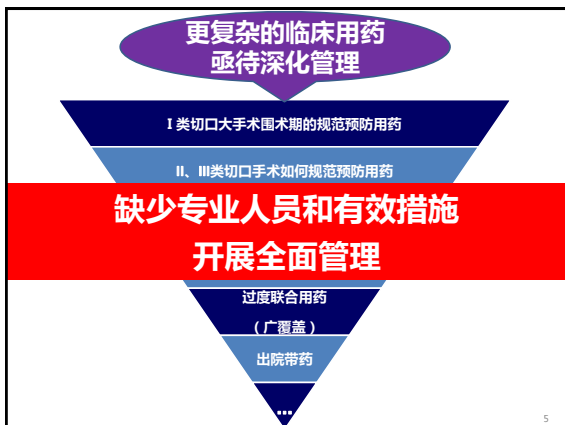 更复杂的临床用药
亟待深化管理
I 类切口大手术围术期的规范预防用药
II、III类切口手术如何规范预防用药
缺少专业人员和有效措施
开展全面管理
过度联合用药
（广覆盖）
出院带药
...
5